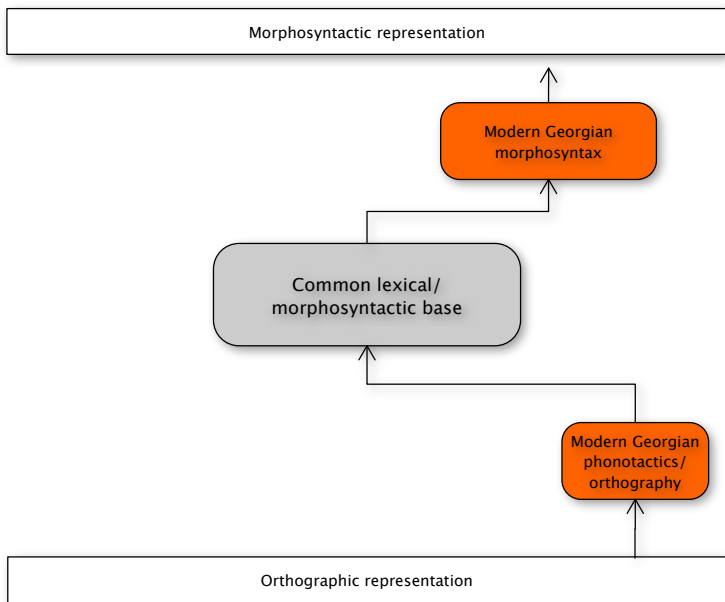 Morphosyntactic representation
Modern Georgian
morphosyntax
Common lexical/
morphosyntactic base
Modern Georgian
phonotactics/
orthography
Orthographic representation